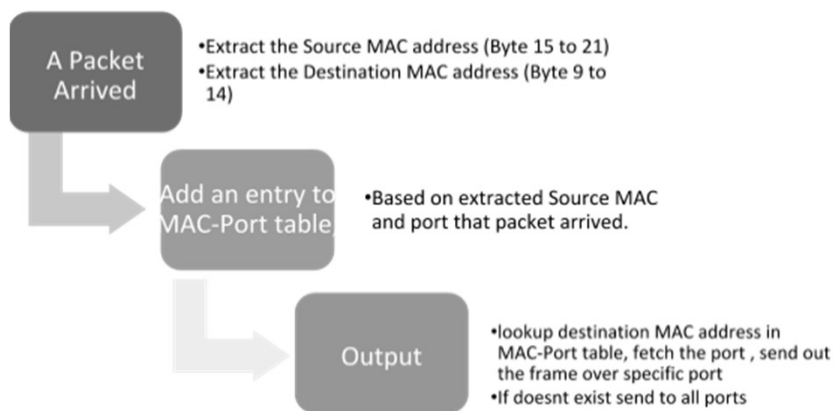 A Packet
Arrived
•Extract the Source MAC address (Byte 15 to 21)
•Extract the Destination MAC address (Byte 9 to
14)
Add an entry to
MAC-Port table,
•Based on extracted Source MAC
and port that packet arrived.
Output
•lookup destination MAC address in
MAC-Port table, fetch the port , send out
the frame over specific port
•If doesnt exist send to all ports